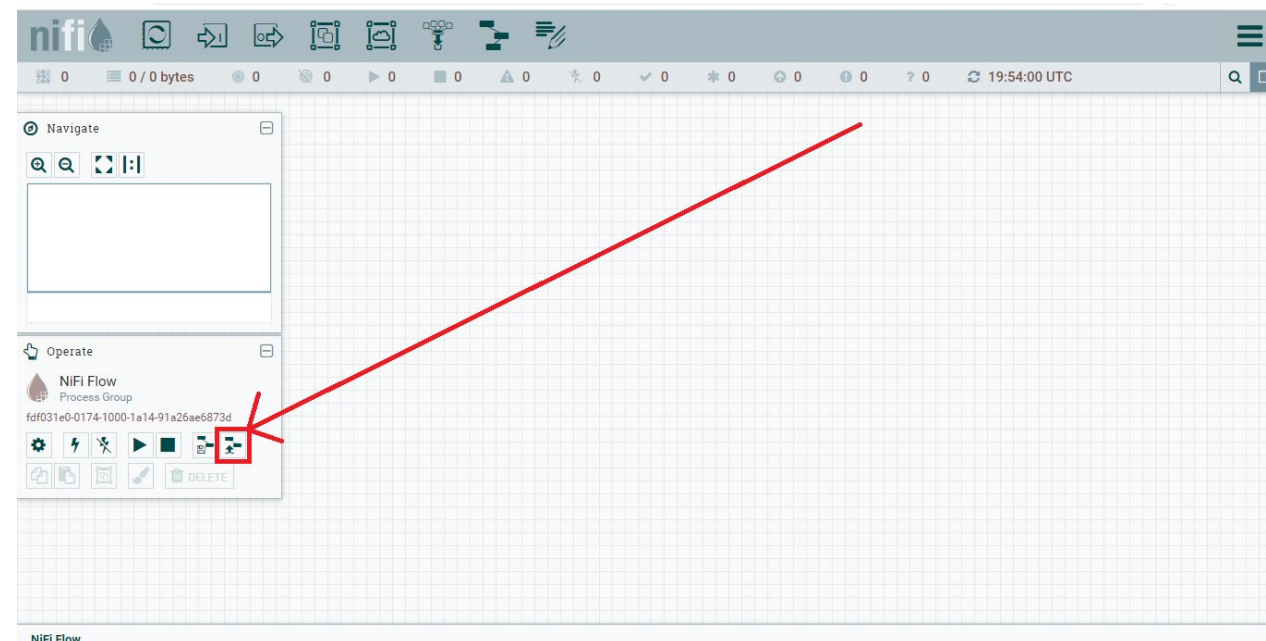 nifi
0 0 / 0 bytes 0 0 0 0 0 0 0 0 0 0 ? 0 19:54:00 UTC
Navigate
Operate
NiFi Flow
Process Group
fdf031e0-0174-1000-1a14-91a26ae6873d
DELETE
NiFi Flow